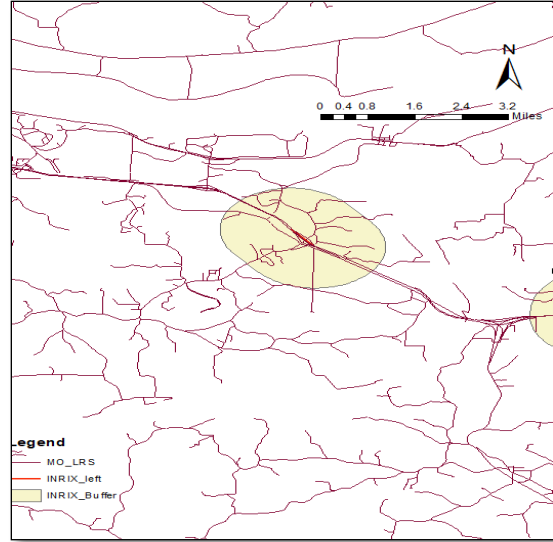 N
0 0.4 0.8 1.6 2.4 3.2
Miles
Legend
MO_LRS
INRIX_left
INRIX_Buffer